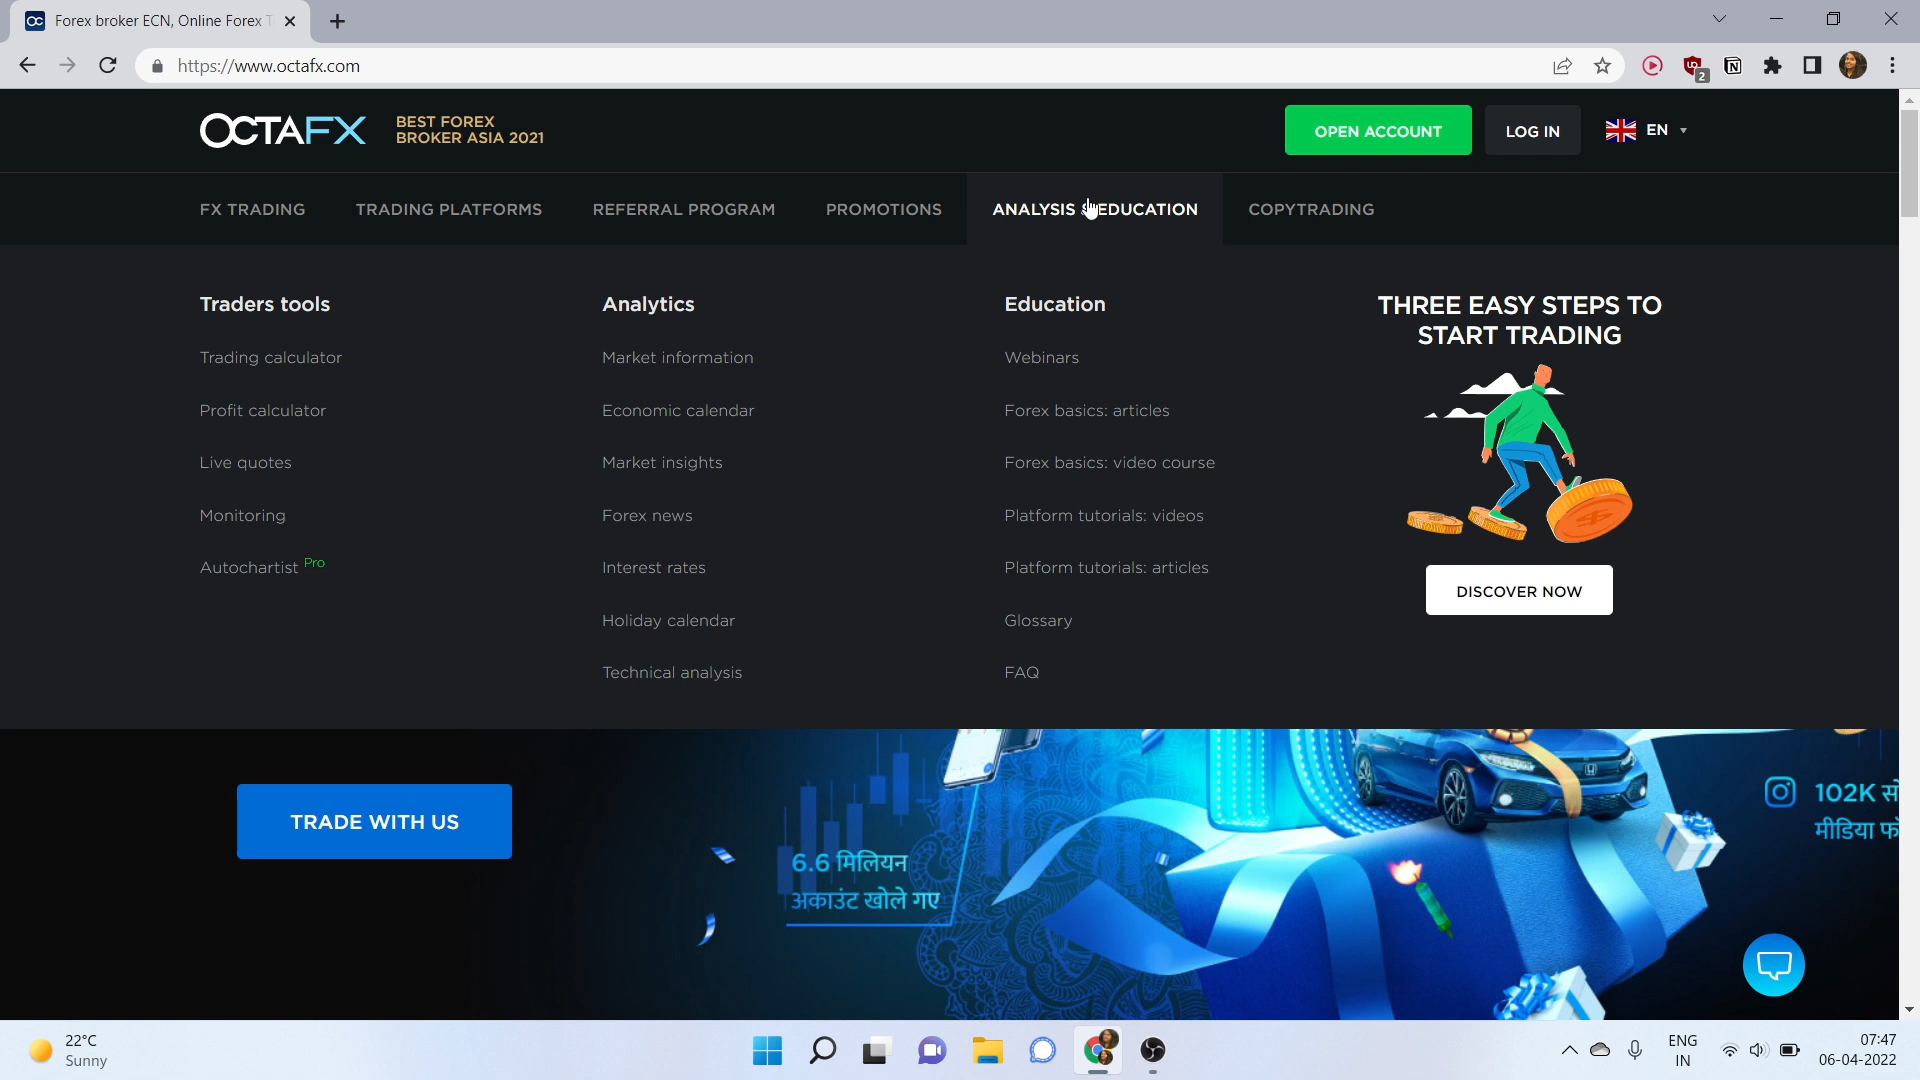 Forex broker ECN, Online Forex
https://www.octafx.com
2
OCTAFX
BEST FOREX
BROKER ASIA 2021
OPEN ACCOUNT
LOG IN
EN
FX TRADING
TRADING PLATFORMS
REFERRAL PROGRAM
PROMOTIONS
ANALYSIS EDUCATION
COPYTRADING
Traders tools
Trading calculator
Profit calculator
Live quotes
Monitoring
Autochartist Pro
Analytics
Market information
Economic calendar
Market insights
Forex news
Interest rates
Holiday calendar
Technical analysis
Education
Webinars
Forex basics: articles
Forex basics: video course
Platform tutorials: videos
Platform tutorials: articles
Glossary
FAQ
THREE EASY STEPS TO
START TRADING
DISCOVER NOW
TRADE WITH US
6.6 मिलियन
अकाउंट खोले गए
102K
मीडिया
22°C
Sunny
ENG
IN
07:47
06-04-2022